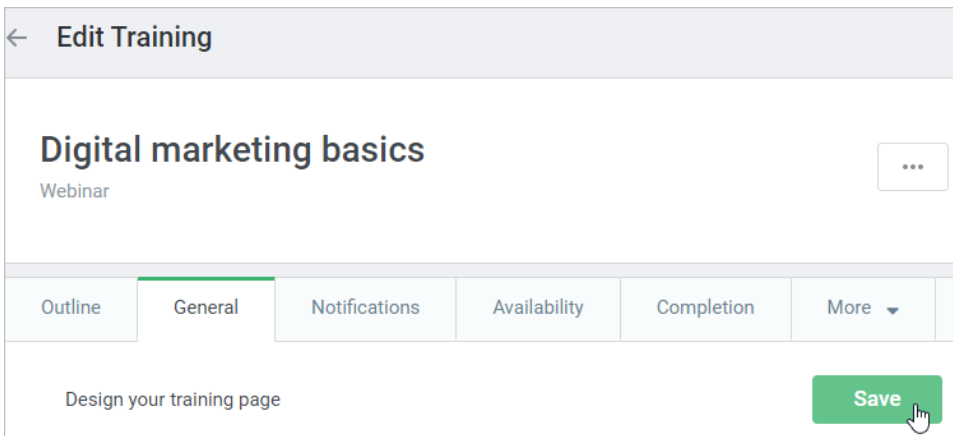 Edit Training
Digital marketing basics
Webinar
Outline General Notifications Availability Completion More
Design your training page Save